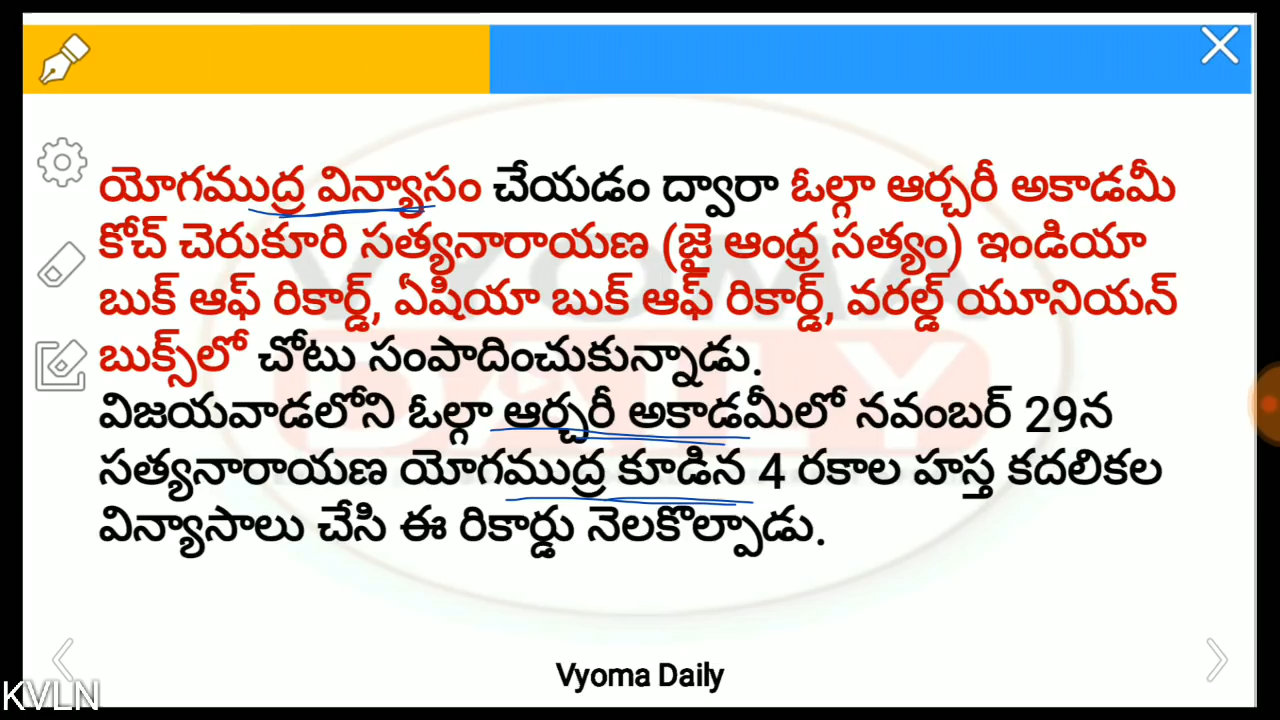 యోగముద్ర విన్యాసం చేయడం ద్వారా ఓల్గా ఆర్చరీ అకాడమీ
కోచ్ చెరుకూరి సత్యనారాయణ (జై ఆంధ్ర సత్యం) ఇండియా
బుక్ ఆఫ్ రికార్డ్, ఏషియా బుక్ ఆఫ్ రికార్డ్, వరల్డ్ యూనియన్
బుక్స్‌లో చోటు సంపాదించుకున్నాడు.
విజయవాడలోని ఓల్గా ఆర్చరీ అకాడమీలో నవంబర్ 29న
సత్యనారాయణ యోగముద్ర కూడిన 4 రకాల హస్త కదలికల
విన్యాసాలు చేసి ఈ రికార్డు నెలకొల్పాడు.
VYOMA
DAILY
Vyoma Daily
KVLN